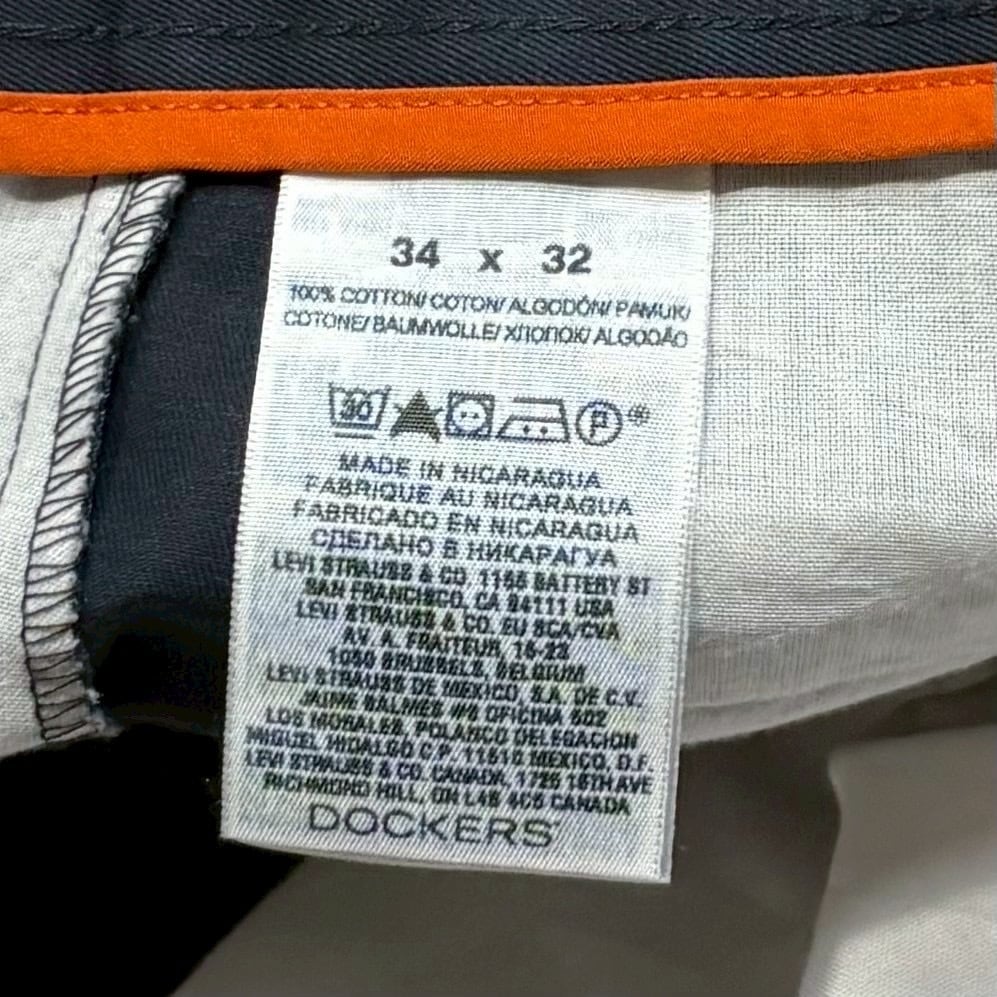 34 x 32
100% COTTON/ COTON/ ALGODÓN/ PAMUK/
COTONE/ BAUMWOLLE/ ХЛОПОК/ ALGODÃO
30 P
MADE IN NICARAGUA
FABRIQUE AU NICARAGUA
FABRICADO EN NICARAGUA
СДЕЛАНО В НИКАРАГУА
LEVI STRAUSS & CO. 1155 BATTERY ST
SAN FRANCISCO, CA 94111 USA
LEVI STRAUSS & CO. EU SCA/CVA
AV. A. FRAITEUR, 15-23
1050 BRUSSELS, BELGIUM
LEVI STRAUSS DE MEXICO, S.A. DE C.V.
BALMES OFICINA 602
LOS MORALES, POLANCO DELEGACION
MIGUEL HIDALGO C.P. 11510 MEXICO, D.F.
LEVI STRAUSS & CO. CANADA, 1725 16TH AVE
RICHMOND HILL, ON L4B 4C6 CANADA
DOCKERS